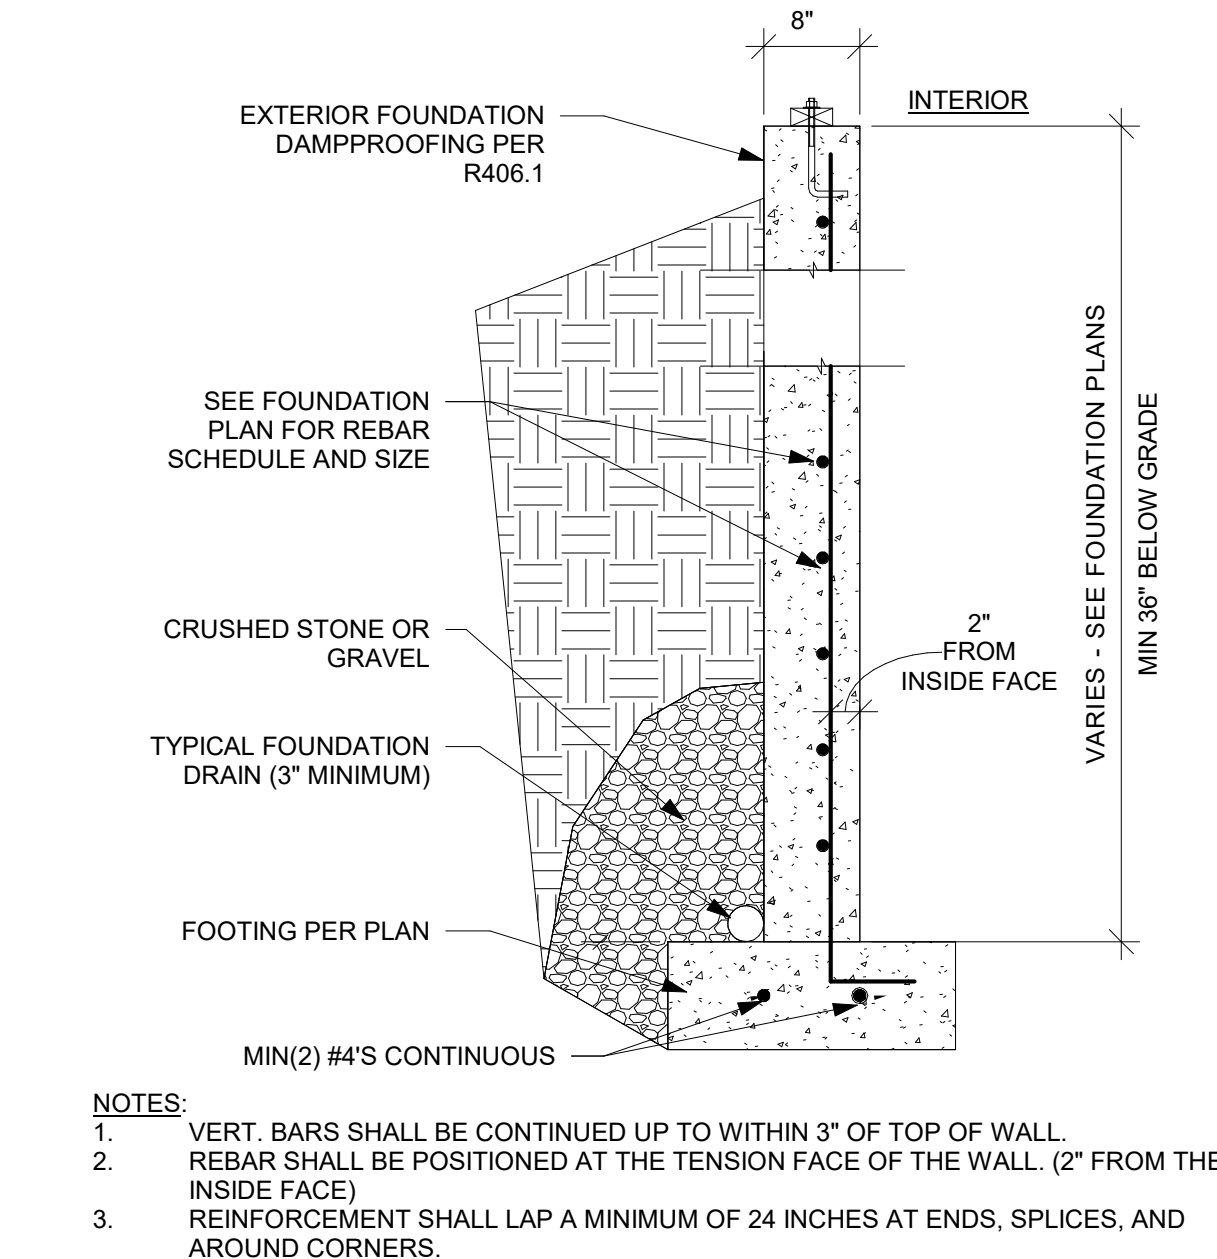 8"
INTERIOR
EXTERIOR FOUNDATION
DAMPPROOFING PER
R406.1
SEE FOUNDATION
PLAN FOR REBAR
SCHEDULE AND SIZE
VARIES - SEE FOUNDATION PLANS
MIN 36" BELOW GRADE
CRUSHED STONE OR
GRAVEL
2"
FROM
INSIDE FACE
TYPICAL FOUNDATION
DRAIN (3" MINIMUM)
FOOTING PER PLAN
MIN(2) #4'S CONTINUOUS
NOTES:
1. VERT. BARS SHALL BE CONTINUED UP TO WITHIN 3" OF TOP OF WALL.
2. REBAR SHALL BE POSITIONED AT THE TENSION FACE OF THE WALL. (2" FROM THE
INSIDE FACE)
3. REINFORCEMENT SHALL LAP A MINIMUM OF 24 INCHES AT ENDS, SPLICES, AND
AROUND CORNERS.